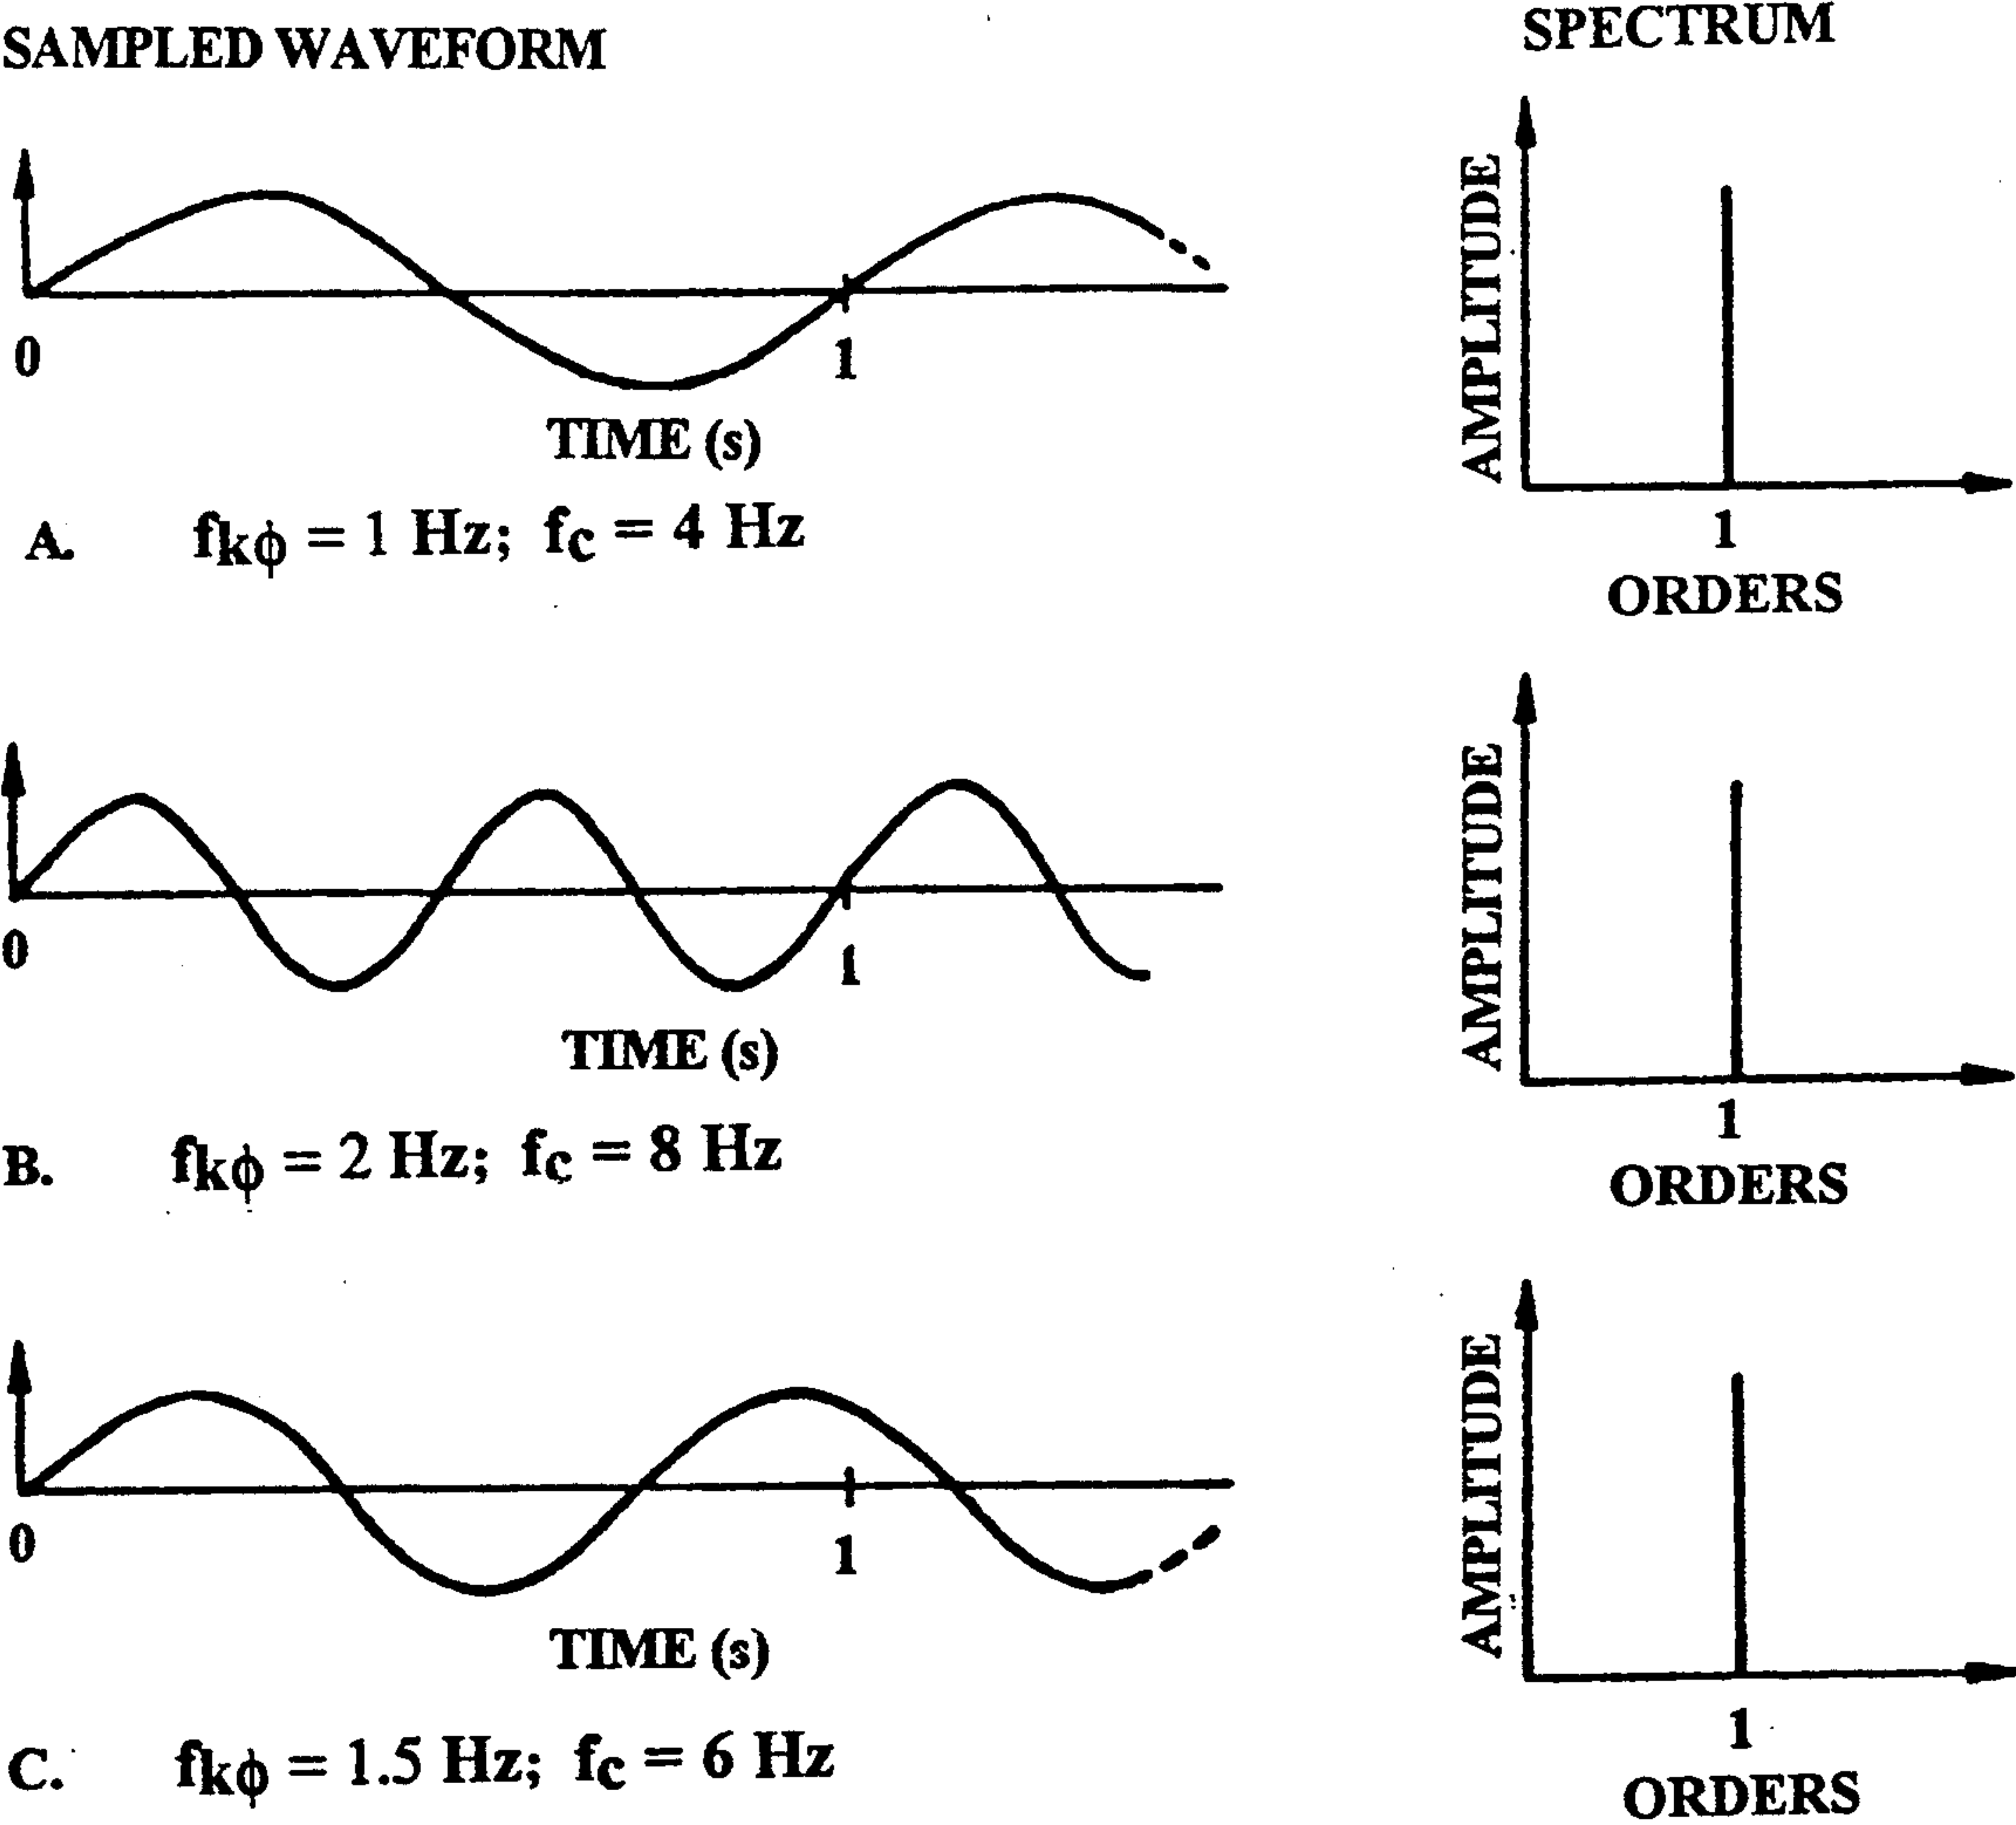 SAMPLED WAVEFORM
SPECTRUM
0
1
TIME (s)
A. fkϕ = 1 Hz; fc = 4 Hz
AMPLITUDE
1
ORDERS
0
1
TIME (s)
B. fkϕ = 2 Hz; fc = 8 Hz
AMPLITUDE
1
ORDERS
0
1
TIME (s)
C. fkϕ = 1.5 Hz; fc = 6 Hz
AMPLITUDE
1
ORDERS